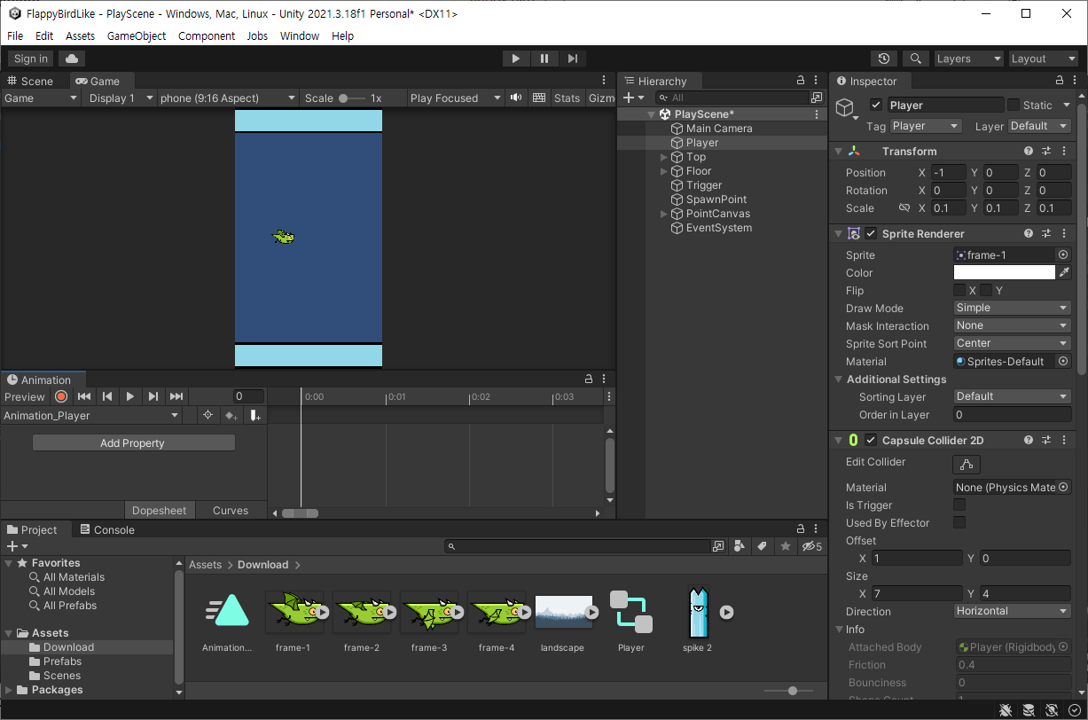 FlappyBirdLike - PlayScene - Windows, Mac, Linux - Unity 2021.3.18f1 Personal* <DX11>
File Edit Assets GameObject Component Jobs Window Help
Sign in Layers Layout
Scene Game
Game Display 1 phone (9:16 Aspect) Scale 1x Play Focused Stats Gizm
Animation
Preview 0 0:00 0:01 0:02 0:03
Animation_Player
Add Property
Dopesheet Curves
Hierarchy
All
PlayScene*
Main Camera
Player
Top
Floor
Trigger
SpawnPoint
PointCanvas
EventSystem
Project Console
5
Favorites
All Materials
All Models
All Prefabs
Assets
Download
Prefabs
Scenes
Packages
Assets > Download >
Animation... frame-1 frame-2 frame-3 frame-4 landscape Player spike 2
Inspector
Player Static
Tag Player Layer Default
Transform
Position X -1 Y 0 Z 0
Rotation X 0 Y 0 Z 0
Scale X 0.1 Y 0.1 Z 0.1
Sprite Renderer
Sprite frame-1
Color
Flip X Y
Draw Mode Simple
Mask Interaction None
Sprite Sort Point Center
Material Sprites-Default
Additional Settings
Sorting Layer Default
Order in Layer 0
Capsule Collider 2D
Edit Collider
Material None (Physics Mate
Is Trigger
Used By Effector
Offset
X 1 Y 0
Size
X 7 Y 4
Direction Horizontal
Info
Attached Body Player (Rigidbody
Friction 0.4
Bounciness 0